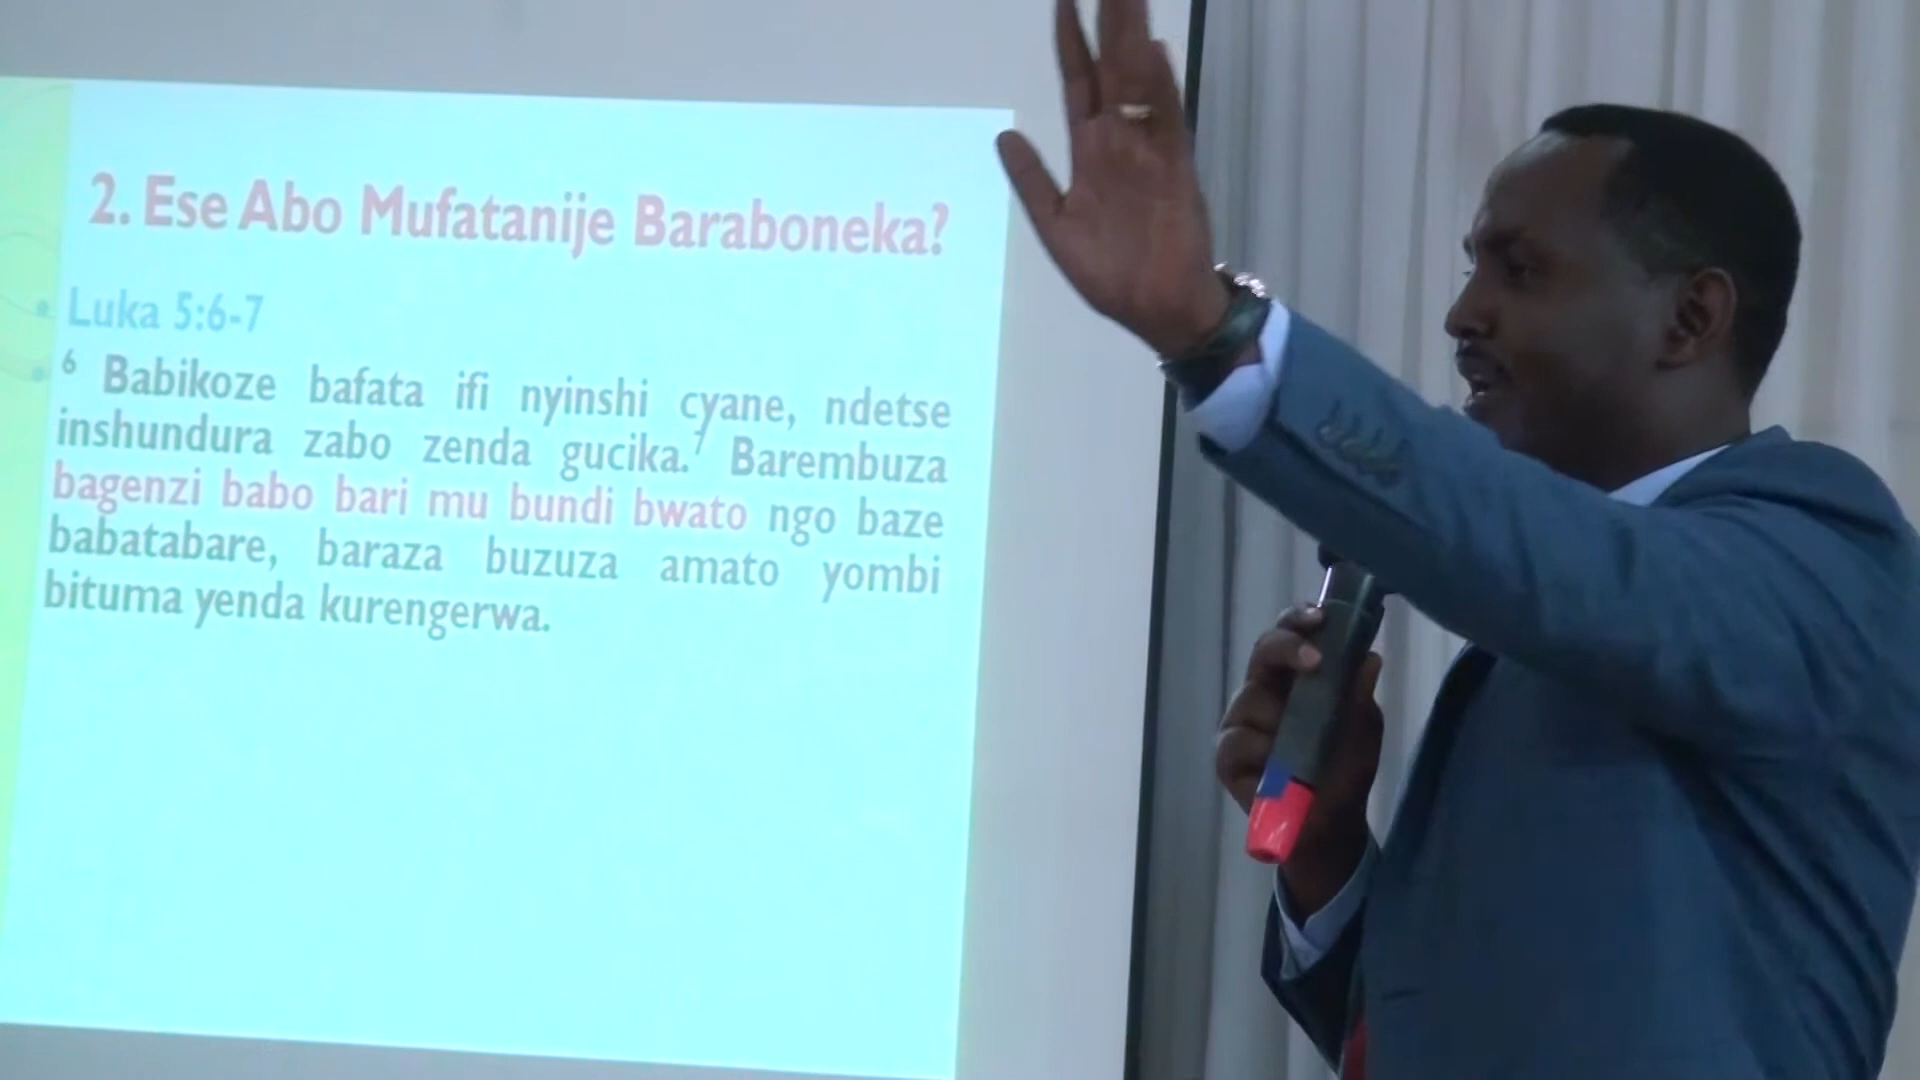 2. Ese Abo Mufatanije Baraboneka?
Luka 5:6-7
6 Babikoze bafata ifi nyinshi cyane, ndetse
inshundura zabo zenda gucika.7 Barembuza
bagenzi babo bari mu bundi bwato ngo baze
babatabare, baraza buzuza amato yombi
bituma yenda kurengerwa.